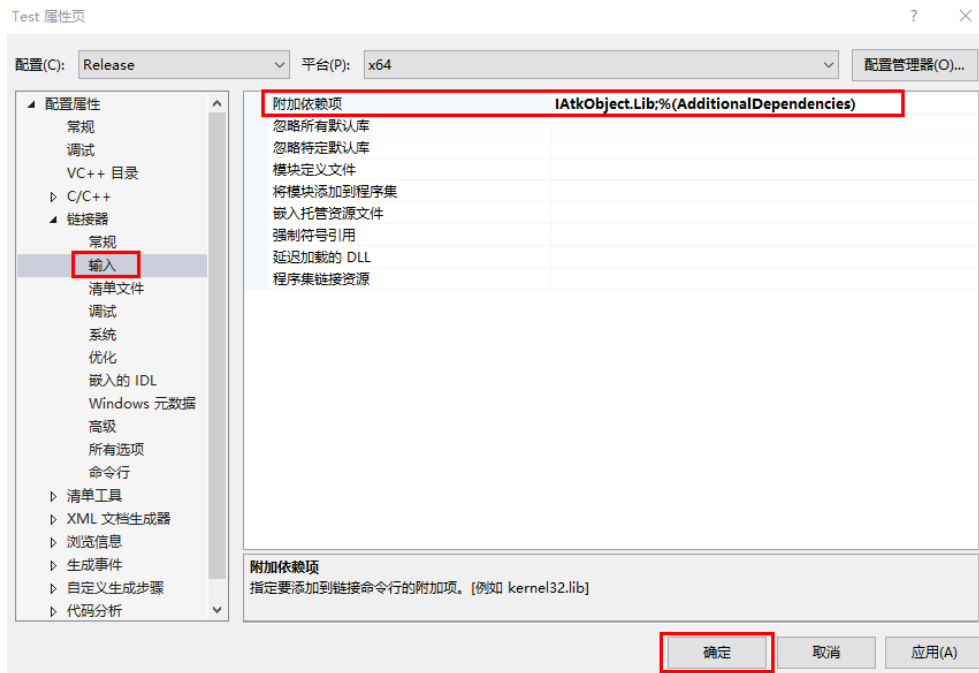 Test 属性页
配置(C): Release 平台(P): x64 配置管理器(O)...
配置属性
常规
调试
VC++ 目录
C/C++
链接器
常规
输入
清单文件
调试
系统
优化
嵌入的 IDL
Windows 元数据
高级
所有选项
命令行
清单工具
XML 文档生成器
浏览信息
生成事件
自定义生成步骤
代码分析
附加依赖项 IAtkObject.Lib;%(AdditionalDependencies)
忽略所有默认库
忽略特定默认库
模块定义文件
将模块添加到程序集
嵌入托管资源文件
强制符号引用
延迟加载的 DLL
程序集链接资源
附加依赖项
指定要添加到链接命令行的附加项。[例如 kernel32.lib]
确定 取消 应用(A)